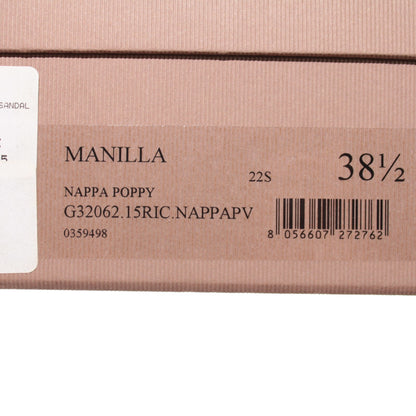 SANDAL
MANILLA
22S
38½
NAPPA POPPY
G32062.15RIC.NAPPAPV
0359498
8 056607 272762